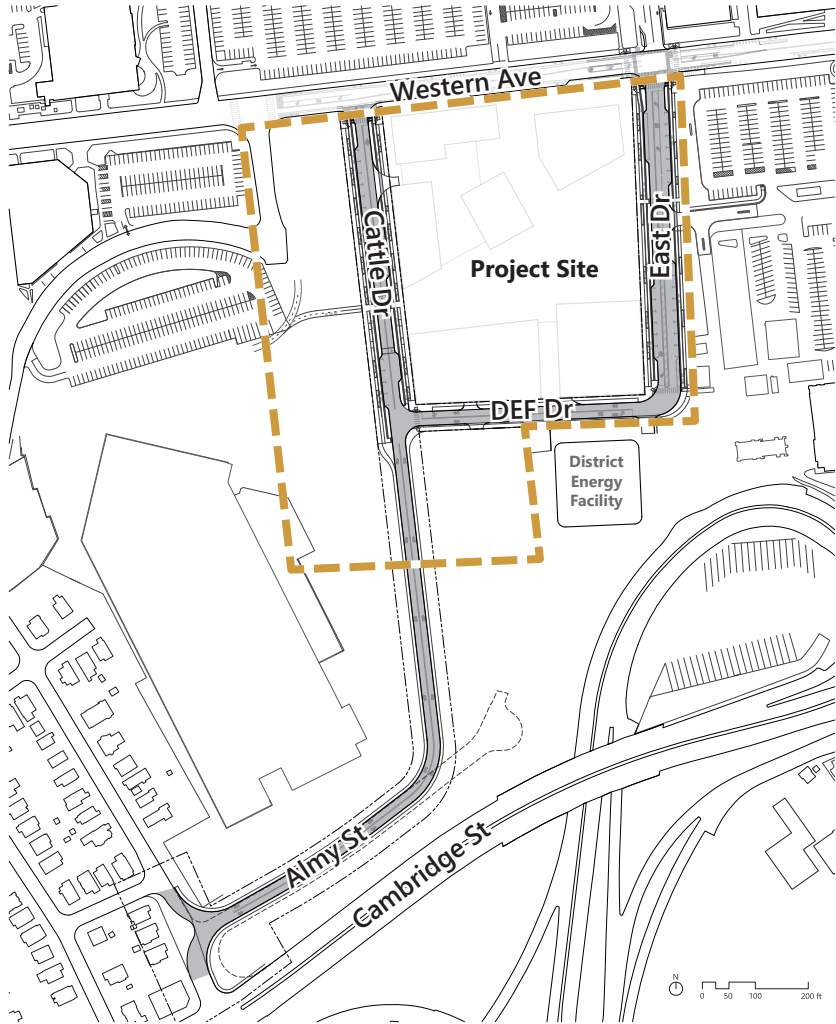 Western Ave
Cattle Dr
Project Site
East Dr
DEF Dr
District
Energy
Facility
Almy St
Cambridge St
N
0 50 100 200 ft